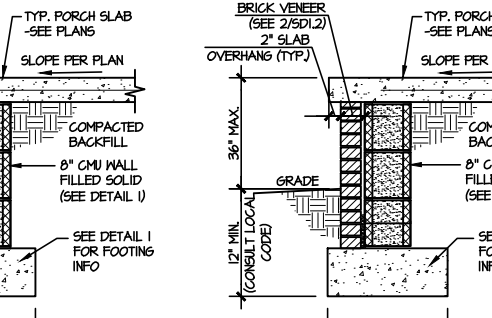 TYP. PORCH SLAB
-SEE PLANS
SLOPE PER PLAN
COMPACTED
BACKFILL
8" CMU WALL
FILLED SOLID
(SEE DETAIL 1)
SEE DETAIL 1
FOR FOOTING
INFO
BRICK VENEER
(SEE 2/SD1.2)
2" SLAB
OVERHANG (TYP.)
36" MAX.
GRADE
12" MIN.
(CONSULT LOCAL
CODE)
TYP. PORCH
-SEE PLANS
SLOPE PER
COM
BAC
8" C
FILLE
(SEE
SE
FO
INF